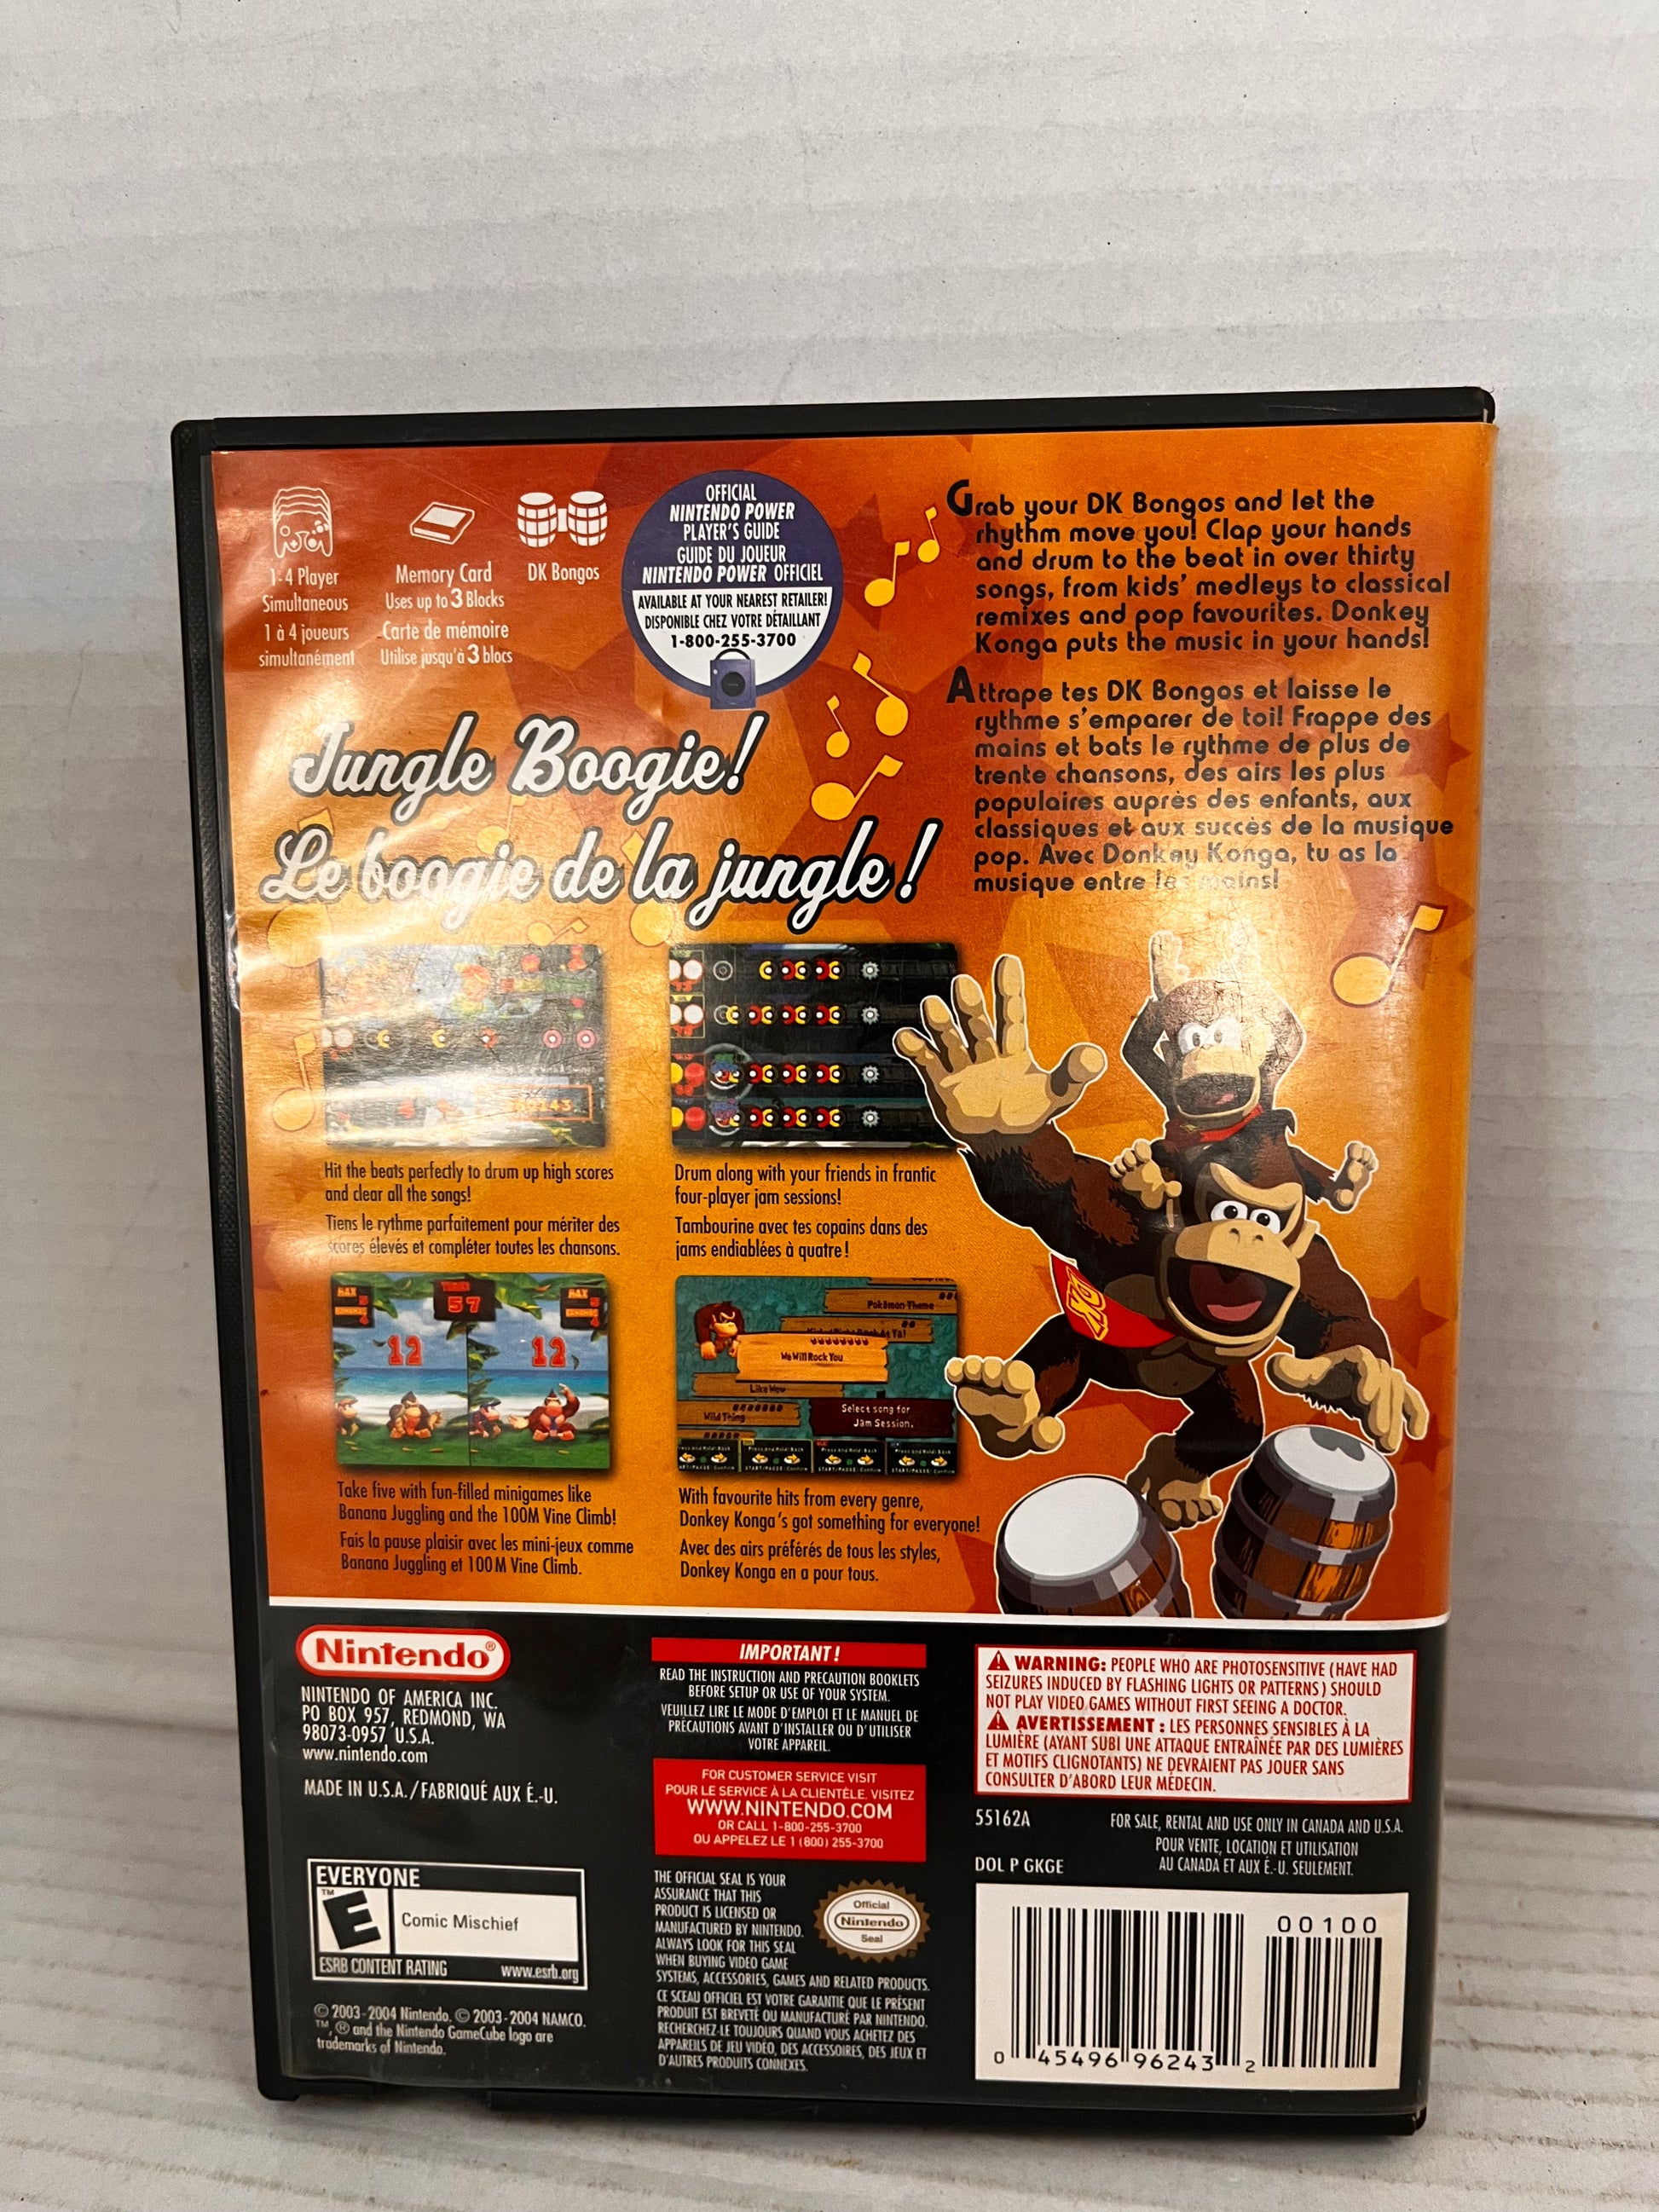 1-4 Player
Simultaneous
1 à 4 joueurs
simultanément
Memory Card
Uses up to 3 Blocks
Carte de mémoire
Utilise jusqu'à 3 blocs
DK Bongos
OFFICIAL
NINTENDO POWER
PLAYER'S GUIDE
GUIDE DU JOUEUR
NINTENDO POWER OFFICIEL
AVAILABLE AT YOUR NEAREST RETAILER!
DISPONIBLE CHEZ VOTRE DÉTAILLANT
1-800-255-3700
Grab your DK Bongos and let the
rhythm move you! Clap your hands
and drum to the beat in over thirty
songs, from kids' medleys to classical
remixes and pop favourites. Donkey
Konga puts the music in your hands!
Attrape tes DK Bongos et laisse le
rythme s'emparer de toi! Frappe des
mains et bats le rythme de plus de
trente chansons, des airs les plus
populaires auprès des enfants, aux
classiques et aux succès de la musique
pop. Avec Donkey Konga, tu as la
musique entre les mains!
Jungle Boogie!
Le boogie de la jungle!
Hit the beats perfectly to drum up high scores
and clear all the songs!
Tiens le rythme parfaitement pour mériter des
scores élevés et compléter toutes les chansons.
Drum along with your friends in frantic
four-player jam sessions!
Tambourine avec tes copains dans des
jams endiablées à quatre!
57
12
12
Pokémon Theme
We Will Rock You
Like Wow
Wild Thing
Select song for
Jam Session.
DK
Take five with fun-filled minigames like
Banana Juggling and the 100M Vine Climb!
Fais la pause plaisir avec les mini-jeux comme
Banana Juggling et 100M Vine Climb.
With favourite hits from every genre,
Donkey Konga's got something for everyone!
Avec des airs préférés de tous les styles,
Donkey Konga en a pour tous.
Nintendo®
NINTENDO OF AMERICA INC.
PO BOX 957, REDMOND, WA
98073-0957 U.S.A.
www.nintendo.com
MADE IN U.S.A./FABRIQUÉ AUX É.-U.
EVERYONE
E™
Comic Mischief
ESRB CONTENT RATING www.esrb.org
© 2003-2004 Nintendo. © 2003-2004 NAMCO.
™, ® and the Nintendo GameCube logo are
trademarks of Nintendo.
IMPORTANT!
READ THE INSTRUCTION AND PRECAUTION BOOKLETS
BEFORE SETUP OR USE OF YOUR SYSTEM.
VEUILLEZ LIRE LE MODE D'EMPLOI ET LE MANUEL DE
PRÉCAUTIONS AVANT D'INSTALLER OU D'UTILISER
VOTRE APPAREIL.
FOR CUSTOMER SERVICE VISIT
POUR LE SERVICE À LA CLIENTÈLE. VISITEZ
WWW.NINTENDO.COM
OR CALL 1-800-255-3700
OU APPELEZ LE 1 (800) 255-3700
THE OFFICIAL SEAL IS YOUR
ASSURANCE THAT THIS
PRODUCT IS LICENSED OR
MANUFACTURED BY NINTENDO.
ALWAYS LOOK FOR THIS SEAL
WHEN BUYING VIDEO GAME
SYSTEMS, ACCESSORIES, GAMES AND RELATED PRODUCTS.
CE SCEAU OFFICIEL EST VOTRE GARANTIE QUE LE PRÉSENT
PRODUIT EST BREVETÉ OU MANUFACTURÉ PAR NINTENDO.
RECHERCHEZ-LE TOUJOURS QUAND VOUS ACHETEZ DES
APPAREILS DE JEU VIDÉO, DES ACCESSOIRES, DES JEUX ET
D'AUTRES PRODUITS CONNEXES.
Official
Nintendo
Seal
WARNING: PEOPLE WHO ARE PHOTOSENSITIVE (HAVE HAD
SEIZURES INDUCED BY FLASHING LIGHTS OR PATTERNS) SHOULD
NOT PLAY VIDEO GAMES WITHOUT FIRST SEEING A DOCTOR.
AVERTISSEMENT : LES PERSONNES SENSIBLES À LA
LUMIÈRE (AYANT SUBI UNE ATTAQUE ENTRAÎNÉE PAR DES LUMIÈRES
ET MOTIFS CLIGNOTANTS) NE DEVRAIENT PAS JOUER SANS
CONSULTER D'ABORD LEUR MÉDECIN.
55162A
FOR SALE, RENTAL AND USE ONLY IN CANADA AND U.S.A.
POUR VENTE, LOCATION ET UTILISATION
AU CANADA ET AUX É.-U. SEULEMENT.
DOL P GKGE
00100
0 45496 96243 2